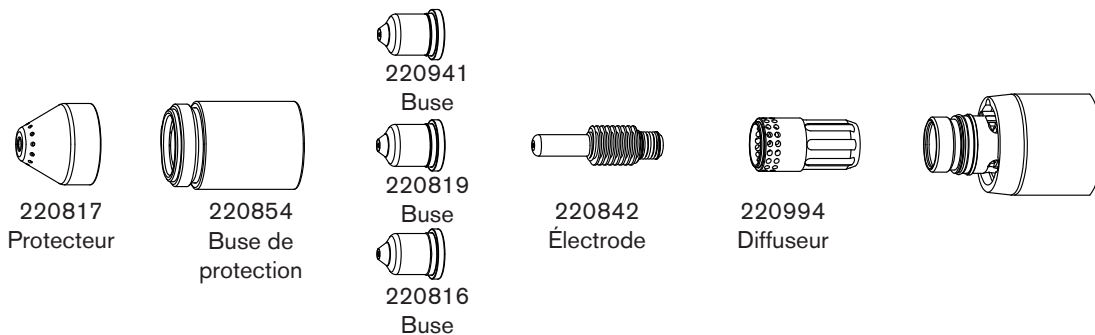 220941
Buse
220819
Buse
220816
Buse
220817
Protecteur
220854
Buse de
protection
220842
Électrode
220994
Diffuseur